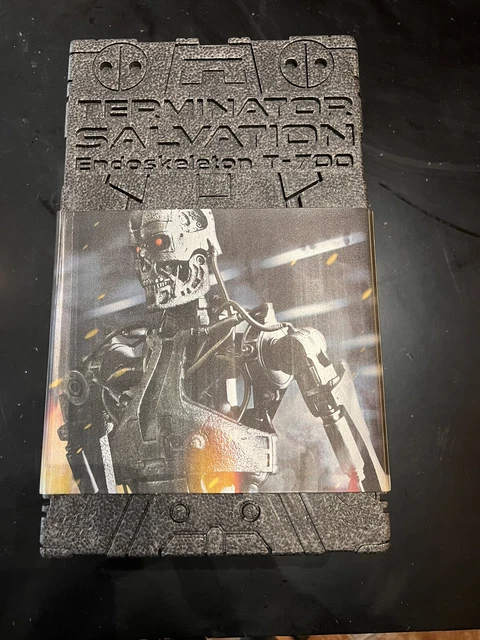 TERMINATOR
SALVATION
Endoskeleton T-700